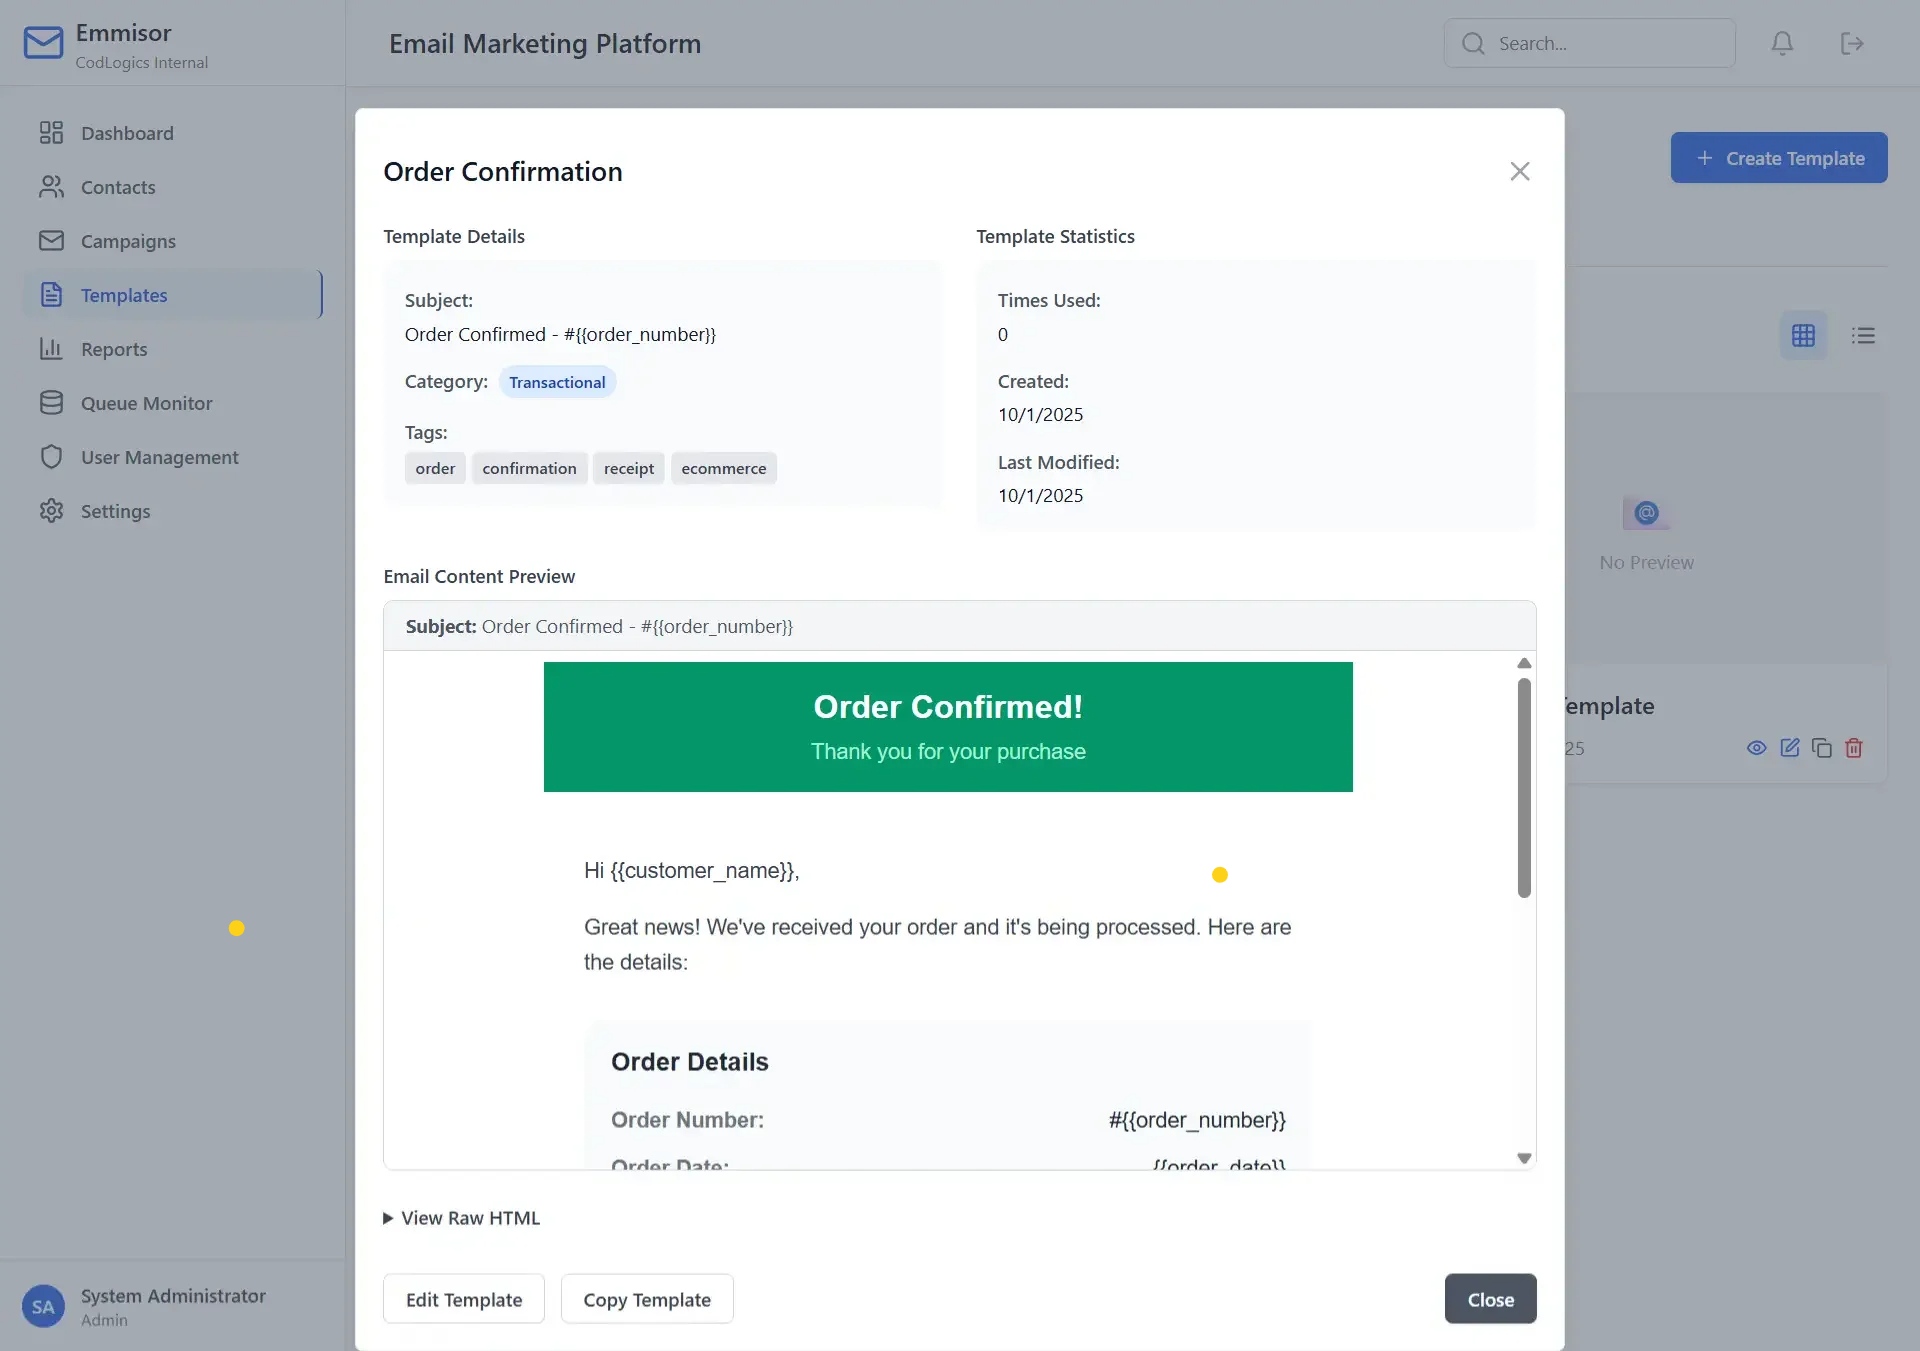 Emmisor
CodLogics Internal
Email Marketing Platform
Search...
Dashboard
Contacts
Campaigns
Templates
Reports
Queue Monitor
User Management
Settings
Create Template
Order Confirmation
Template Details
Subject:
Order Confirmed - #{{order_number}}
Category: Transactional
Tags:
order confirmation receipt ecommerce
Template Statistics
Times Used:
0
Created:
10/1/2025
Last Modified:
10/1/2025
@
No Preview
Email Content Preview
Subject: Order Confirmed - #{{order_number}}
Order Confirmed!
Thank you for your purchase
Hi {{customer_name}},
Great news! We've received your order and it's being processed. Here are
the details:
Order Details
Order Number: #{{order_number}}
Order Date: {{order_date}}
Template
25
View Raw HTML
Edit Template
Copy Template
Close
SA
System Administrator
Admin